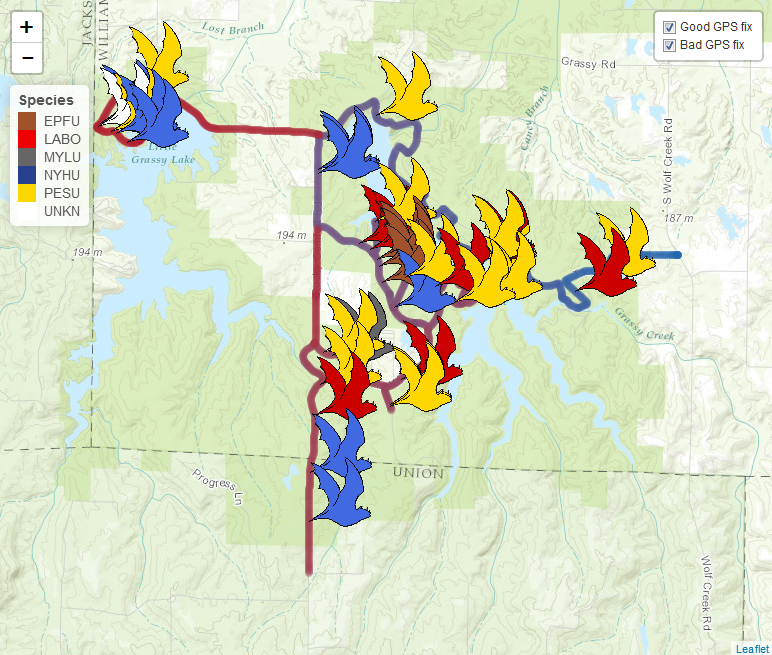 +
−
JACKS
WILLIAM
Lost Branch
Good GPS fix
Bad GPS fix
Grassy Rd
Species
EPFU
LABO
MYLU
NYHU
PESU
UNKN
Little
Grassy Lake
Caney Branch
S Wolf Creek Rd
187 m
194 m
194 m
Grassy Creek
UNION
Progress Ln
Wolf Creek Rd
Leaflet